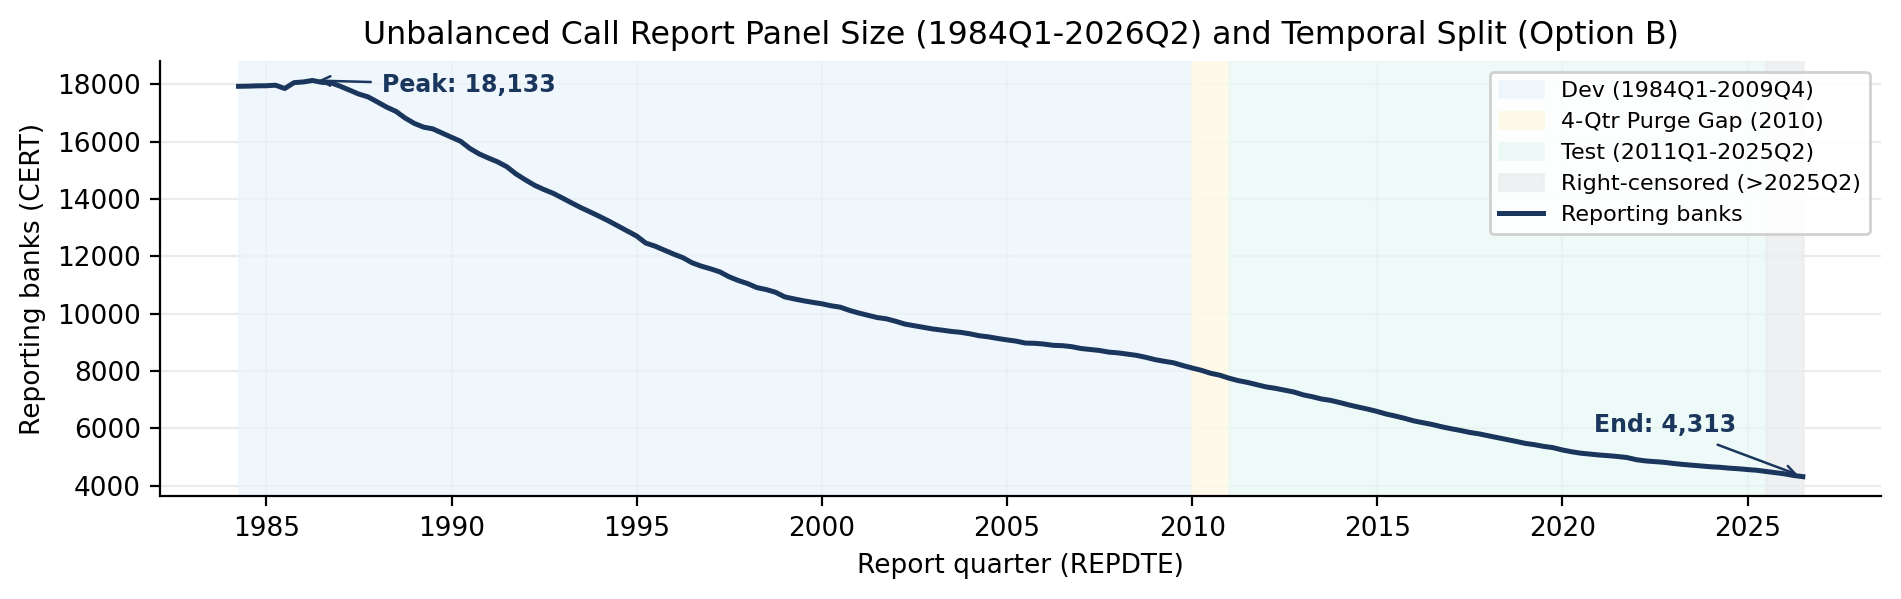 Unbalanced Call Report Panel Size (1984Q1-2026Q2) and Temporal Split (Option B)
Reporting banks (CERT)
18000
16000
14000
12000
10000
8000
6000
4000
Peak: 18,133
End: 4,313
Dev (1984Q1-2009Q4)
4-Qtr Purge Gap (2010)
Test (2011Q1-2025Q2)
Right-censored (>2025Q2)
Reporting banks
1985
1990
1995
2000
2005
2010
2015
2020
2025
Report quarter (REPDTE)